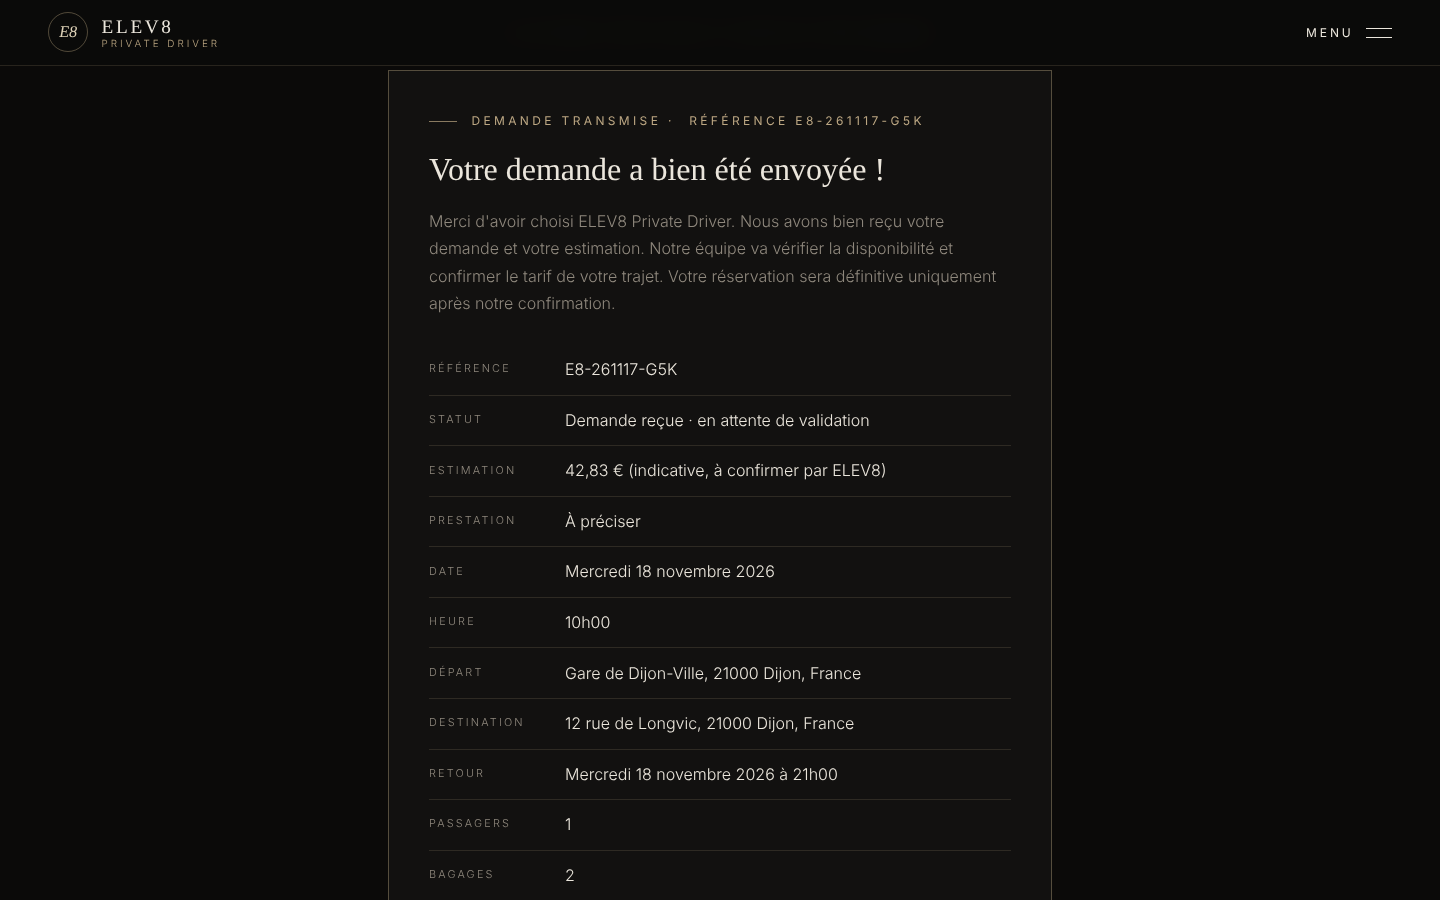 E8
ELEV8
PRIVATE DRIVER
MENU
DEMANDE TRANSMISE · RÉFÉRENCE E8-261117-G5K
Votre demande a bien été envoyée !
Merci d'avoir choisi ELEV8 Private Driver. Nous avons bien reçu votre
demande et votre estimation. Notre équipe va vérifier la disponibilité et
confirmer le tarif de votre trajet. Votre réservation sera définitive uniquement
après notre confirmation.
RÉFÉRENCE E8-261117-G5K
STATUT Demande reçue · en attente de validation
ESTIMATION 42,83 € (indicative, à confirmer par ELEV8)
PRESTATION À préciser
DATE Mercredi 18 novembre 2026
HEURE 10h00
DÉPART Gare de Dijon-Ville, 21000 Dijon, France
DESTINATION 12 rue de Longvic, 21000 Dijon, France
RETOUR Mercredi 18 novembre 2026 à 21h00
PASSAGERS 1
BAGAGES 2